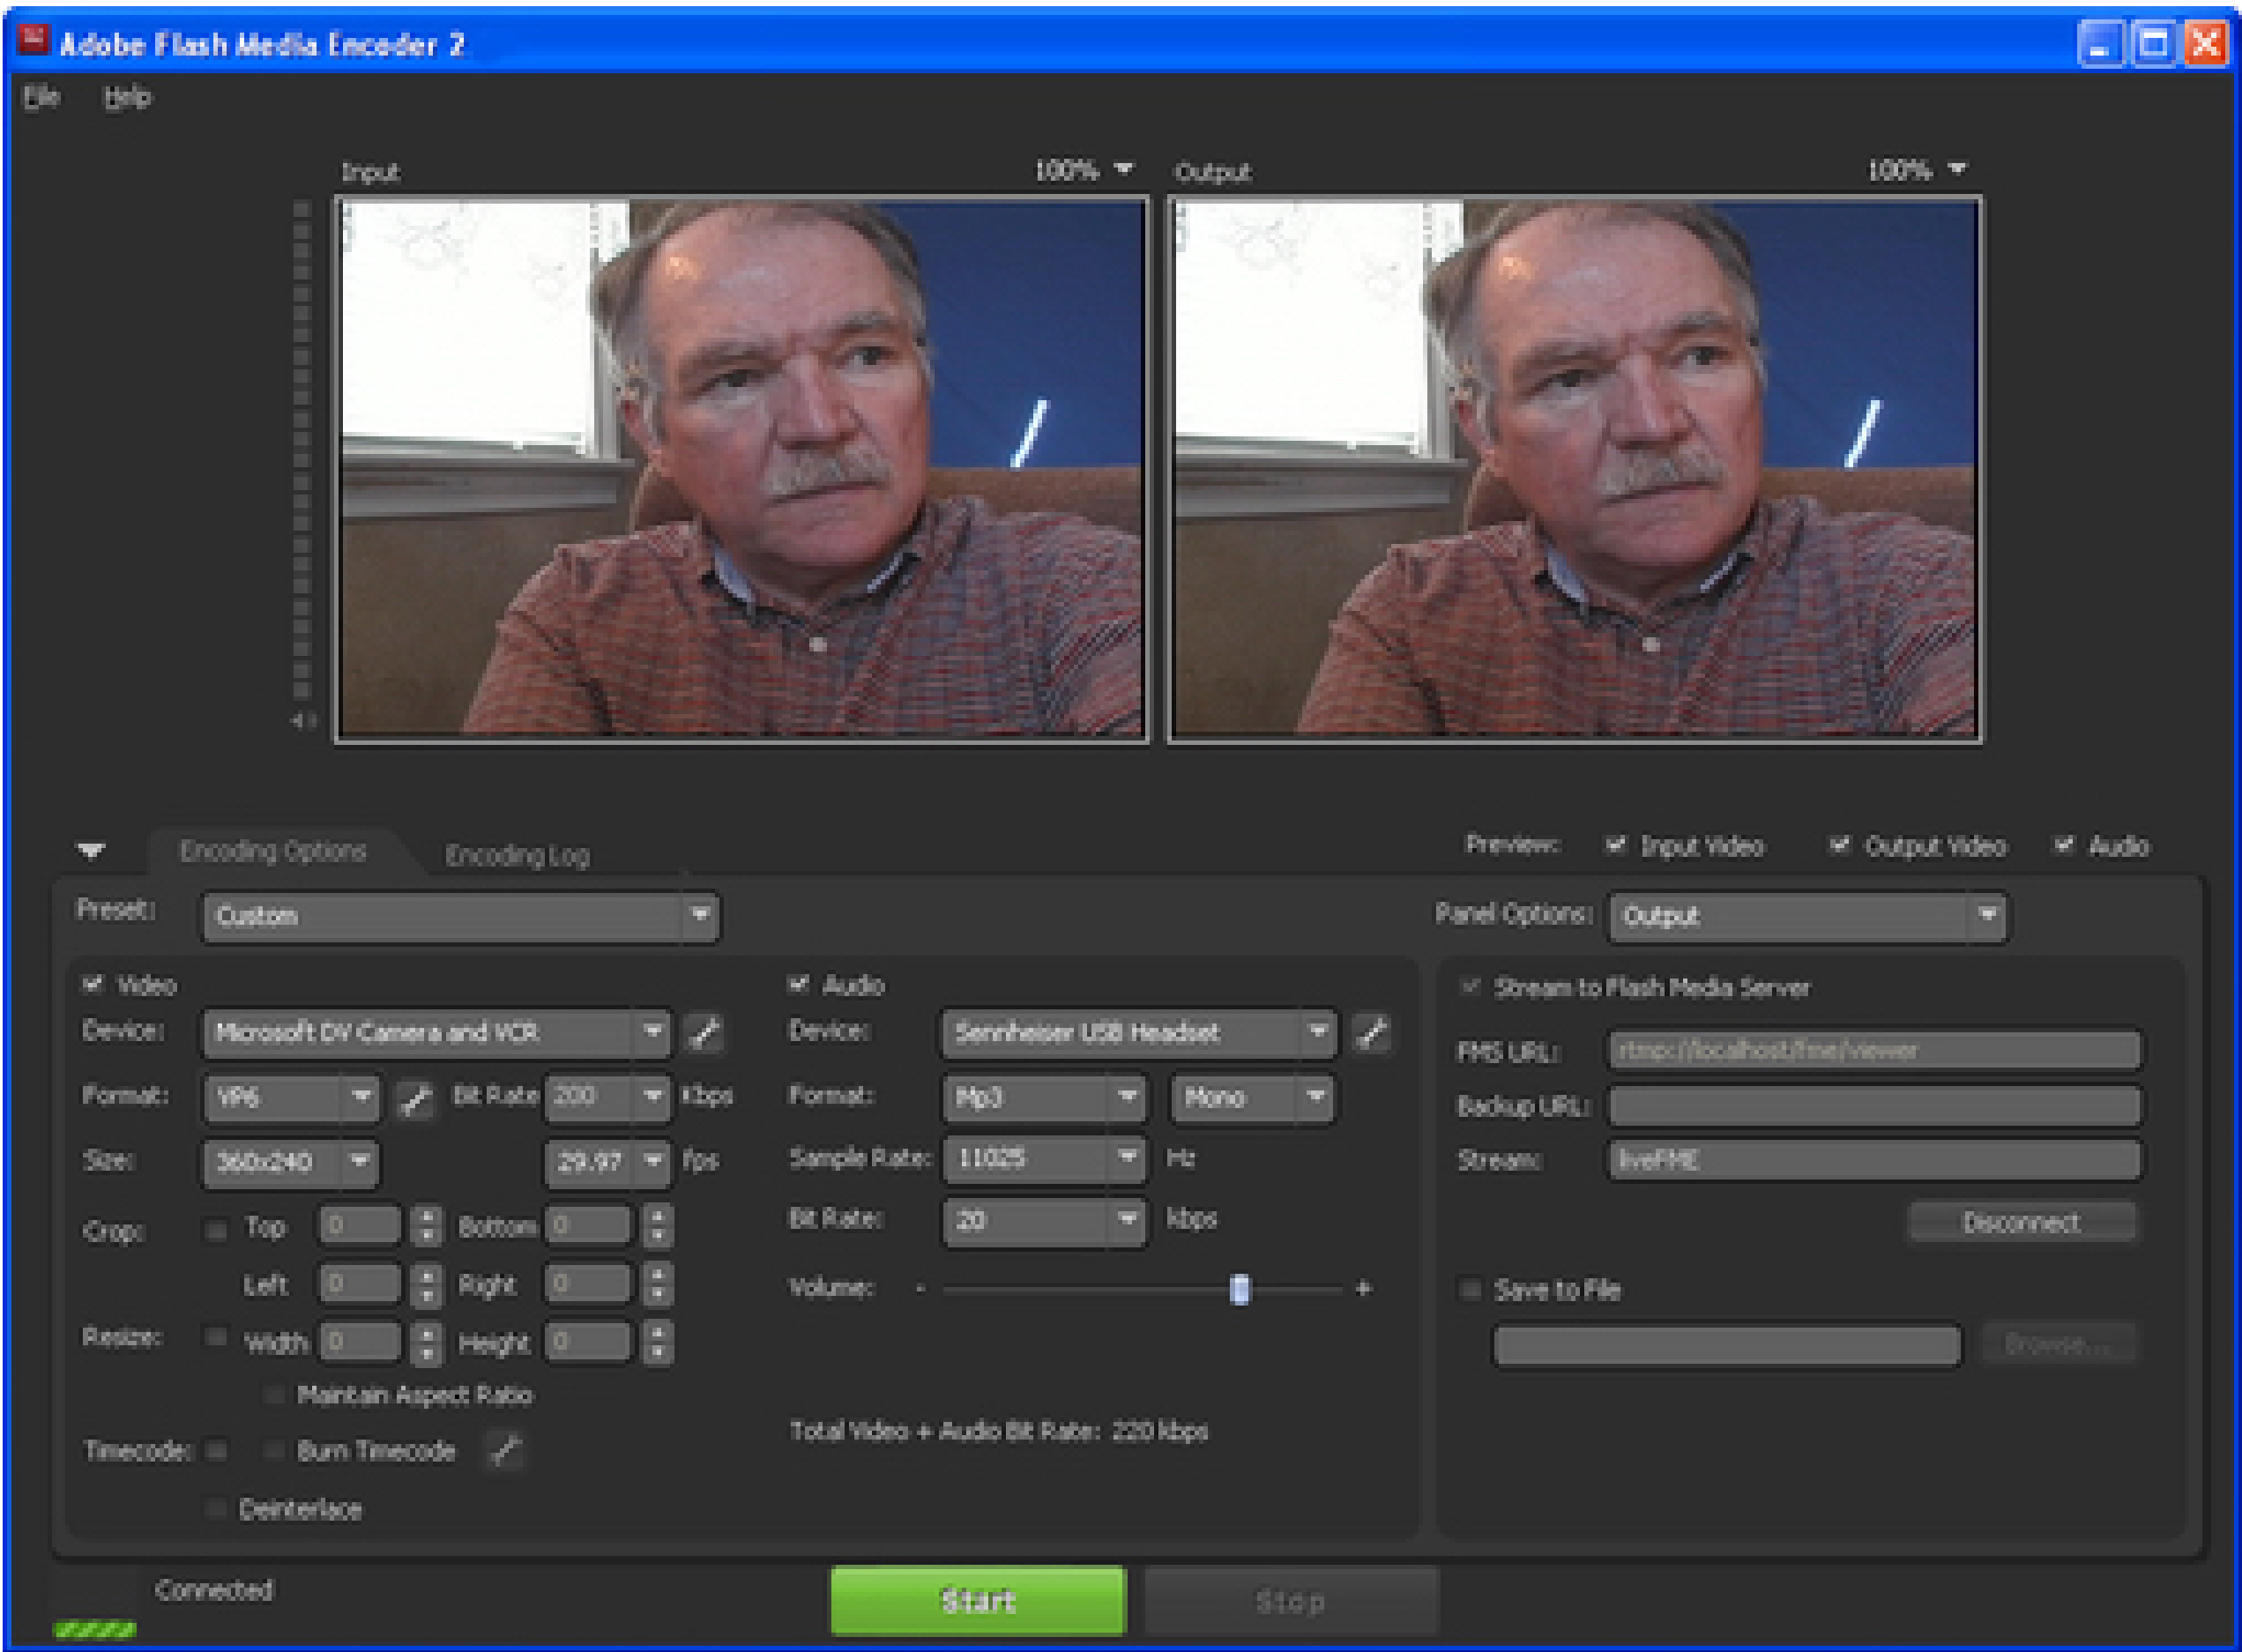 Adobe Flash Media Encoder 2
File Help
Input 100% Output 100%
Encoding Options Encoding Log Preview: Input Video Output Video Audio
Preset: Custom Panel Options: Output
Video Audio Stream to Flash Media Server
Device: Microsoft DV Camera and VCR Device: Sennheiser USB Headset FMS URL: rtmp://localhost/fme/viewer
Format: VP6 Bit Rate 200 Kbps Format: Mp3 Mono Backup URL:
Size: 360x240 29.97 fps Sample Rate: 11025 Hz Stream: liveFME
Crop: Top 0 Bottom 0 Bit Rate: 20 kbps Disconnect
Left 0 Right 0 Volume: - + Save to File
Resize: Width 0 Height 0 Browse...
Maintain Aspect Ratio
Timecode: Burn Timecode Total Video + Audio Bit Rate: 220 kbps
Deinterlace
Connected Start Stop